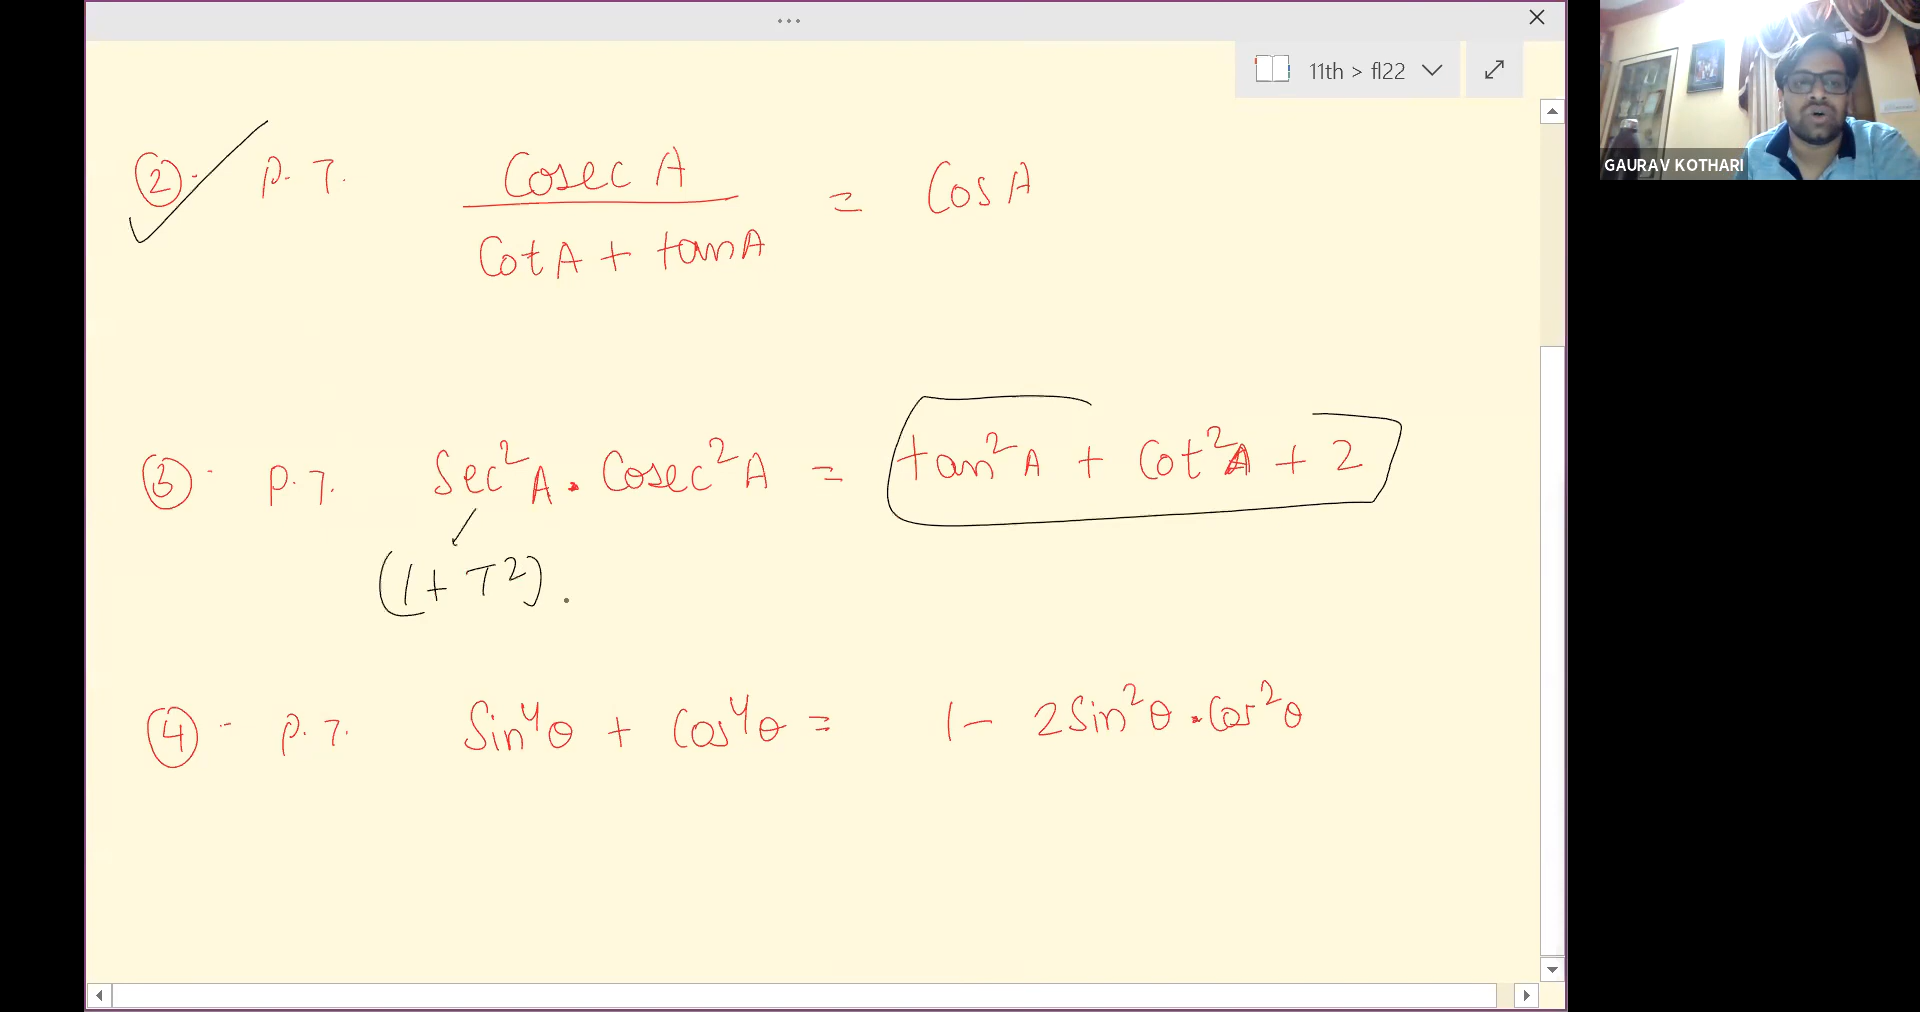 11th > fl22
GAURAV KOTHARI
② P.T. Cosec A / Cot A + tan A = Cos A
③ P.T. Sec²A . Cosec²A = tan²A + Cot²A + 2
(1 + T²) .
④ P.T. Sin⁴θ + Cos⁴θ = 1 - 2Sin²θ . Cos²θ